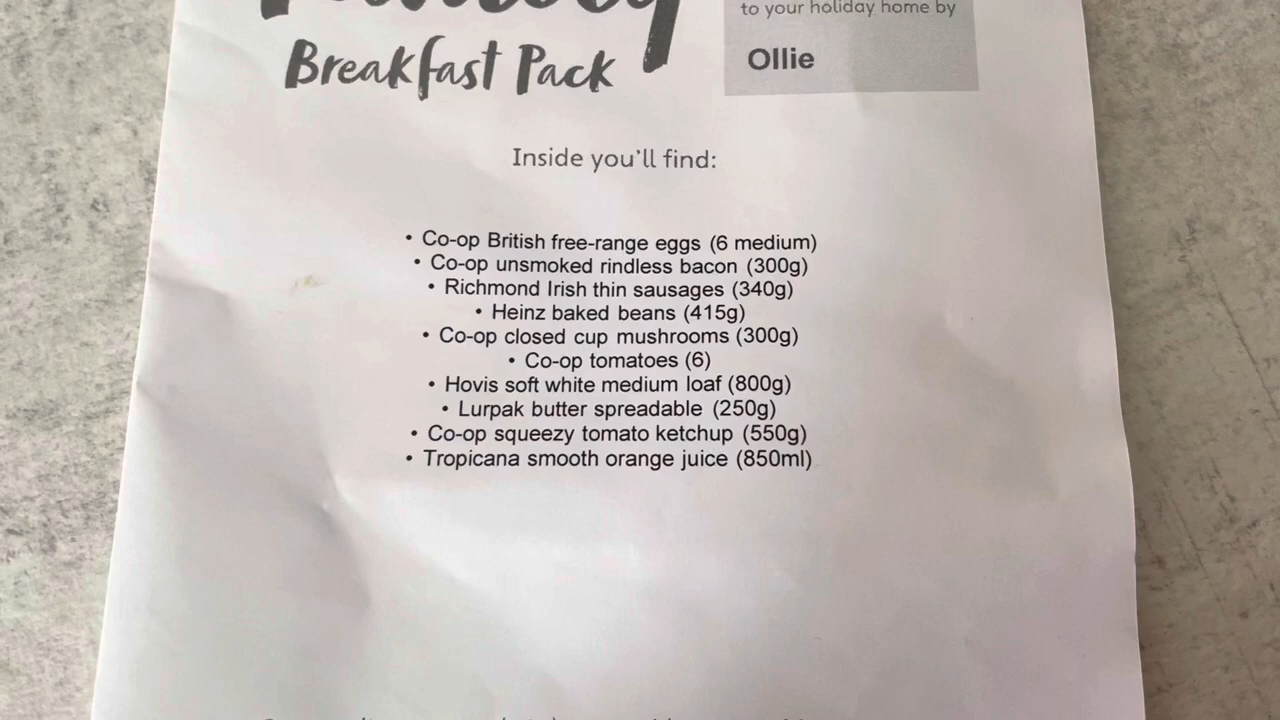 to your holiday home by
Breakfast Pack
Ollie
Inside you'll find:
• Co-op British free-range eggs (6 medium)
• Co-op unsmoked rindless bacon (300g)
• Richmond Irish thin sausages (340g)
• Heinz baked beans (415g)
• Co-op closed cup mushrooms (300g)
• Co-op tomatoes (6)
• Hovis soft white medium loaf (800g)
• Lurpak butter spreadable (250g)
• Co-op squeezy tomato ketchup (550g)
• Tropicana smooth orange juice (850ml)